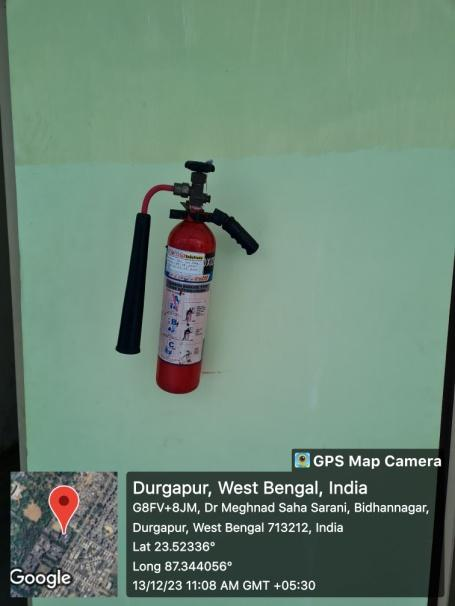 Solutions
A
B
C
GPS Map Camera
Durgapur, West Bengal, India
G8FV+8JM, Dr Meghnad Saha Sarani, Bidhannagar,
Durgapur, West Bengal 713212, India
Lat 23.52336°
Long 87.344056°
13/12/23 11:08 AM GMT +05:30
Google